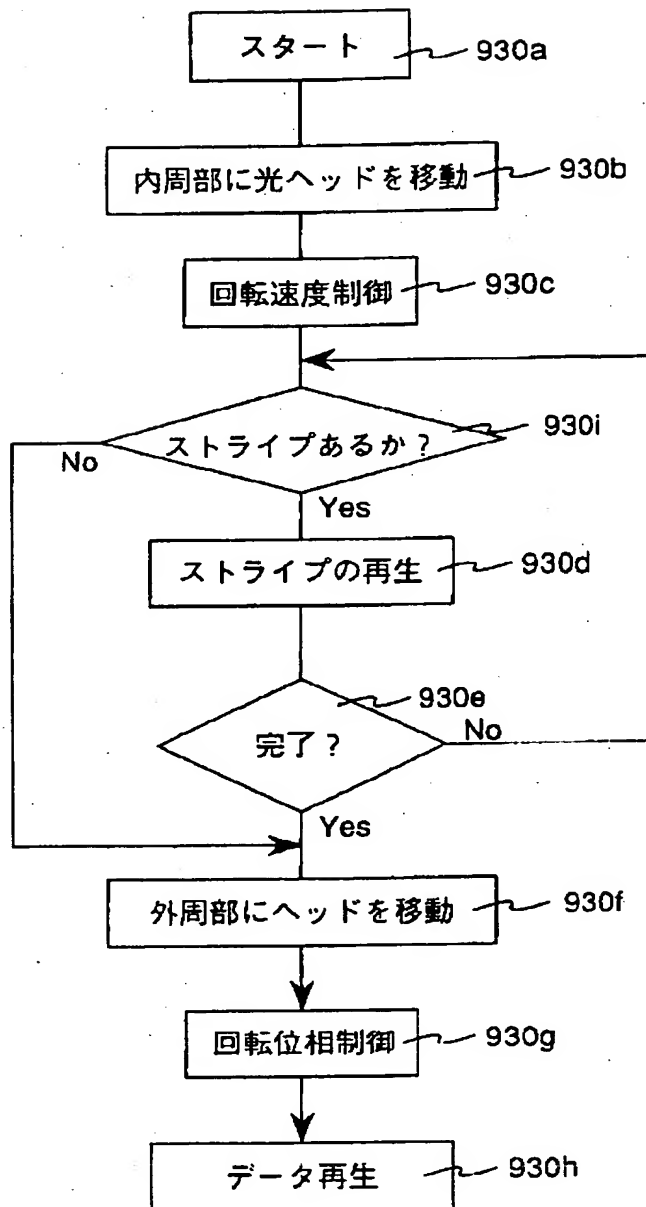 スタート 930a
内周部に光ヘッドを移動 930b
回転速度制御 930c
ストライプあるか？ 930i
No
Yes
ストライプの再生 930d
930e
完了？
No
Yes
外周部にヘッドを移動 930f
回転位相制御 930g
データ再生 930h